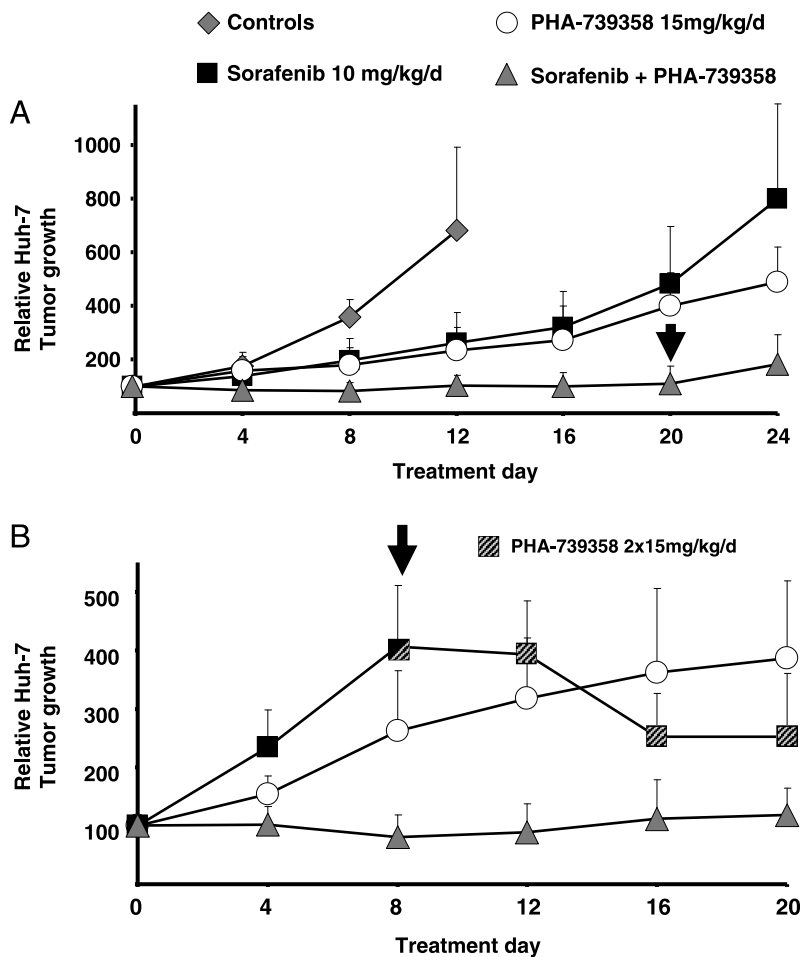 Controls
PHA-739358 15mg/kg/d
Sorafenib 10 mg/kg/d
Sorafenib + PHA-739358
A
Relative Huh-7
Tumor growth
1000
800
600
400
200
0 4 8 12 16 20 24
Treatment day
B
PHA-739358 2x15mg/kg/d
Relative Huh-7
Tumor growth
500
400
300
200
100
0 4 8 12 16 20
Treatment day